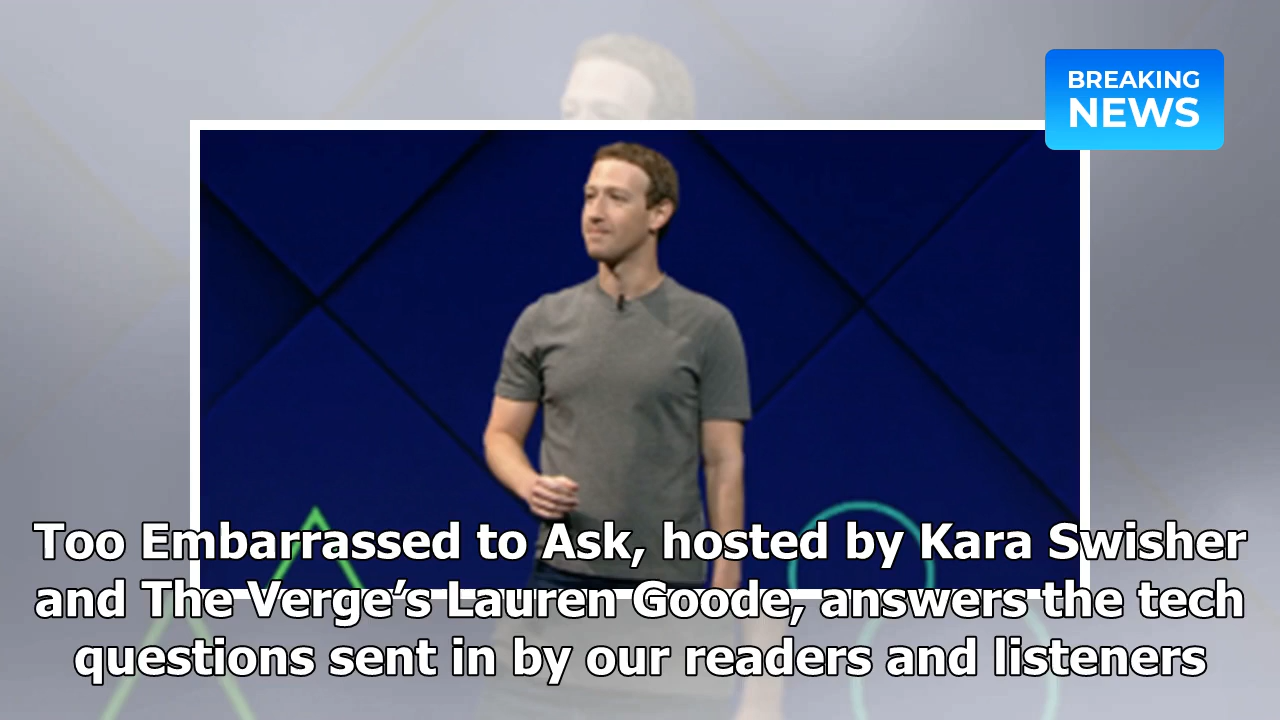 BREAKING
NEWS
Too Embarrassed to Ask, hosted by Kara Swisher
and The Verge’s Lauren Goode, answers the tech
questions sent in by our readers and listeners